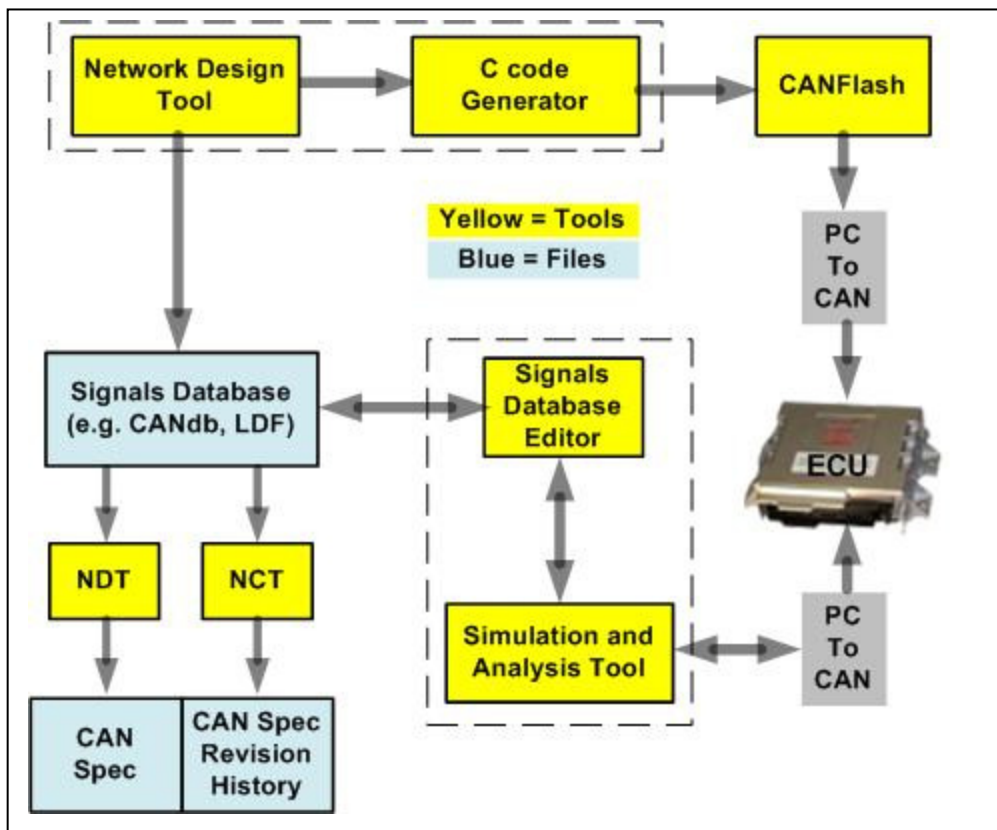 Network Design
Tool
C code
Generator
CANFlash
Yellow = Tools
Blue = Files
PC
To
CAN
Signals Database
(e.g. CANdb, LDF)
Signals
Database
Editor
ECU
NDT
NCT
Simulation and
Analysis Tool
PC
To
CAN
CAN
Spec
CAN Spec
Revision
History